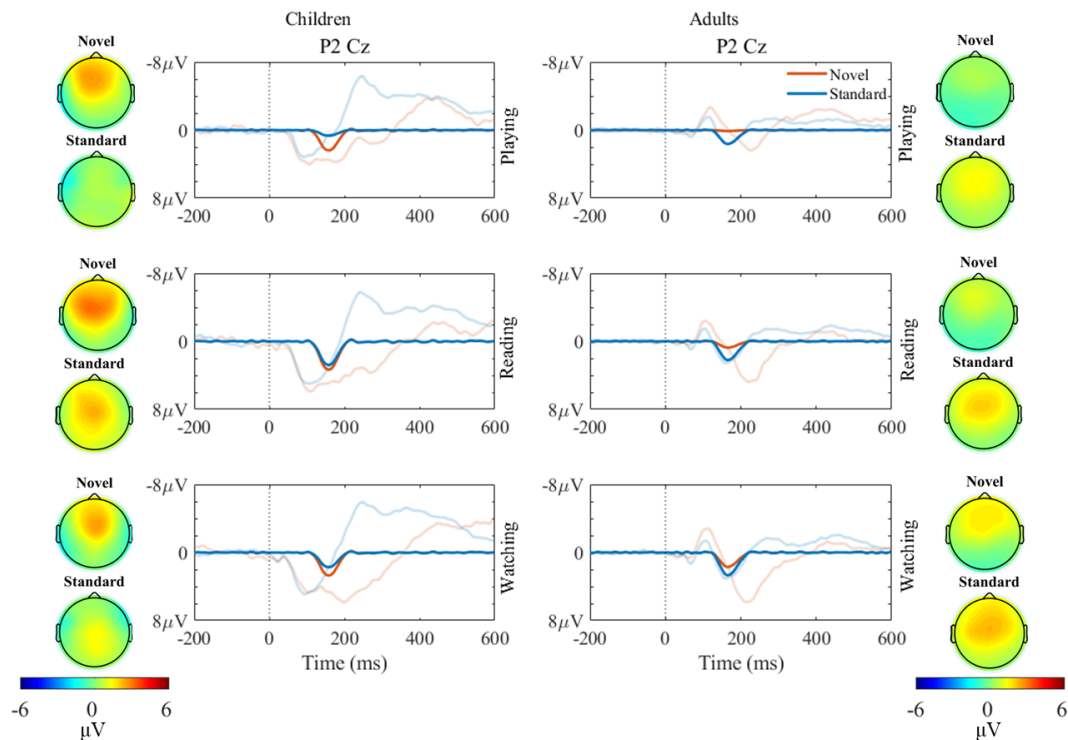 Children
Adults
Novel
P2 Cz
P2 Cz
Novel
-8μV
0
8μV
-200
0
200
400
600
Playing
-8μV
0
8μV
-200
0
200
400
600
Playing
Novel
Standard
Standard
Standard
Novel
-8μV
0
8μV
-200
0
200
400
600
Reading
-8μV
0
8μV
-200
0
200
400
600
Reading
Novel
Standard
Standard
Novel
-8μV
0
8μV
-200
0
200
400
600
Time (ms)
Watching
-8μV
0
8μV
-200
0
200
400
600
Time (ms)
Watching
Novel
Standard
Standard
-6
0
6
μV
-6
0
6
μV